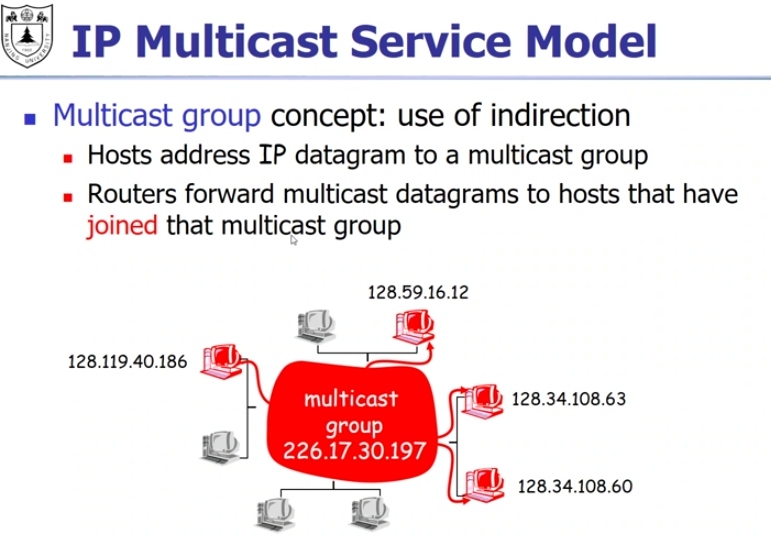 NANJING UNIVERSITY
IP Multicast Service Model
Multicast group concept: use of indirection
Hosts address IP datagram to a multicast group
Routers forward multicast datagrams to hosts that have
joined that multicast group
128.59.16.12
128.119.40.186
multicast
group
226.17.30.197
128.34.108.63
128.34.108.60